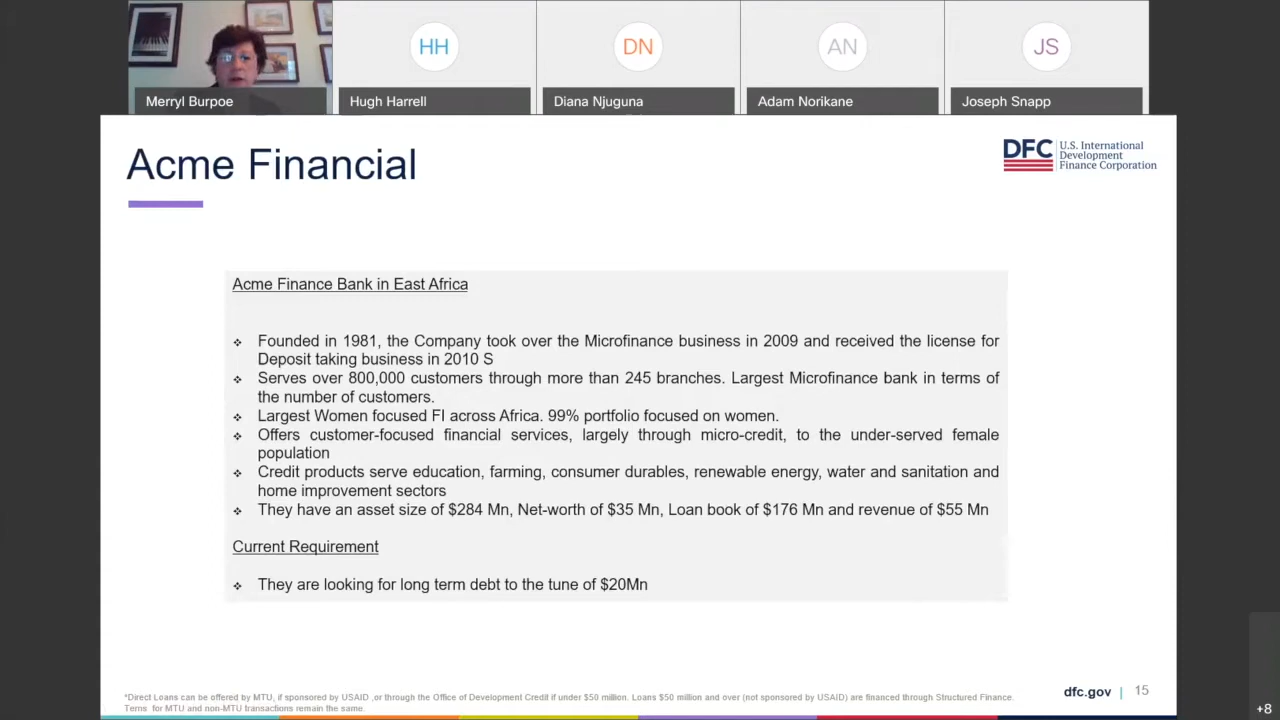 HH
DN
AN
JS
Merryl Burpoe
Hugh Harrell
Diana Njuguna
Adam Norikane
Joseph Snapp
Acme Financial
DFC
U.S. International
Development
Finance Corporation
Acme Finance Bank in East Africa
❖ Founded in 1981, the Company took over the Microfinance business in 2009 and received the license for
Deposit taking business in 2010 S
❖ Serves over 800,000 customers through more than 245 branches. Largest Microfinance bank in terms of
the number of customers.
❖ Largest Women focused FI across Africa. 99% portfolio focused on women.
❖ Offers customer-focused financial services, largely through micro-credit, to the under-served female
population
❖ Credit products serve education, farming, consumer durables, renewable energy, water and sanitation and
home improvement sectors
❖ They have an asset size of $284 Mn, Net-worth of $35 Mn, Loan book of $176 Mn and revenue of $55 Mn
Current Requirement
❖ They are looking for long term debt to the tune of $20Mn
*Direct Loans can be offered by MTU, if sponsored by USAID ,or through the Office of Development Credit if under $50 million. Loans $50 million and over (not sponsored by USAID) are financed through Structured Finance.
Terms for MTU and non-MTU transactions remain the same.
dfc.gov | 15
+8